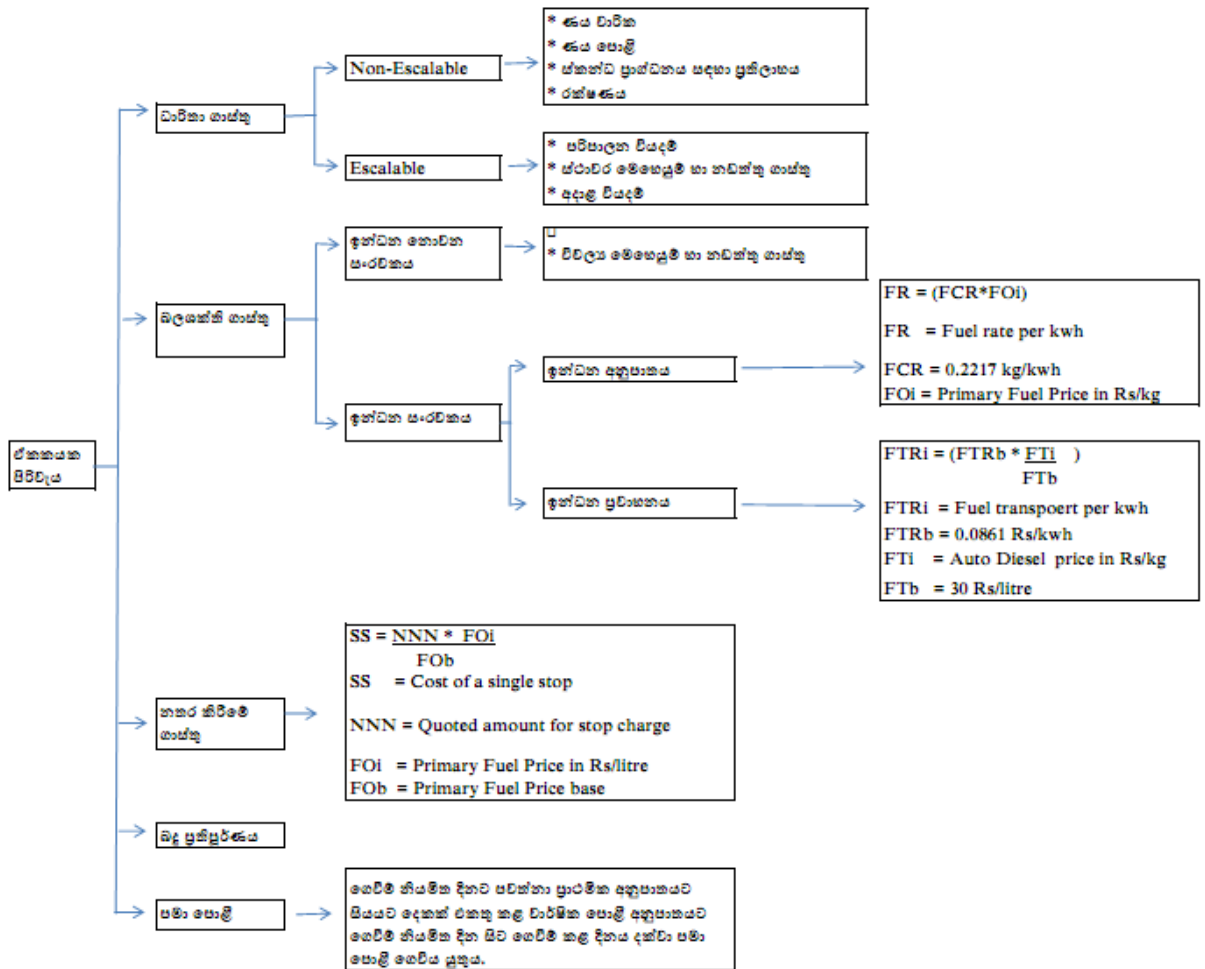 * ණය වාරික
* ණය පොළී
* ස්කන්ධ ප්‍රාග්ධනය සඳහා ප්‍රතිලාභය
* රක්ෂණය
Non-Escalable
ධාරිතා ගාස්තු
Escalable
* පරිපාලන වියදම්
* ස්ථාවර මෙහෙයුම් හා නඩත්තු ගාස්තු
* අදාළ වියදම්
ඉන්ධන නොවන
සංරචකය
* විචල්‍ය මෙහෙයුම් හා නඩත්තු ගාස්තු
බලශක්ති ගාස්තු
ඉන්ධන සංරචකය
ඉන්ධන අනුපාතය
FR = (FCR*FOi)
FR = Fuel rate per kwh
FCR = 0.2217 kg/kwh
FOi = Primary Fuel Price in Rs/kg
ඒකකයක
පිරිවැය
ඉන්ධන ප්‍රවාහනය
FTRi = (FTRb * FTi )
FTb
FTRi = Fuel transpoert per kwh
FTRb = 0.0861 Rs/kwh
FTi = Auto Diesel price in Rs/kg
FTb = 30 Rs/litre
නතර කිරීමේ
ගාස්තු
SS = NNN * FOi
FOb
SS = Cost of a single stop
NNN = Quoted amount for stop charge
FOi = Primary Fuel Price in Rs/litre
FOb = Primary Fuel Price base
බදු ප්‍රතිපූර්ණය
පමා පොළී
ගෙවීම් නියමිත දිනට පවත්නා ප්‍රාථමික අනුපාතයට
සියයට දෙකක් එකතු කළ වාර්ෂික පොළී අනුපාතයට
ගෙවීම් නියමිත දින සිට ගෙවීම් කළ දිනය දක්වා පමා
පොළී ගෙවිය යුතුය.